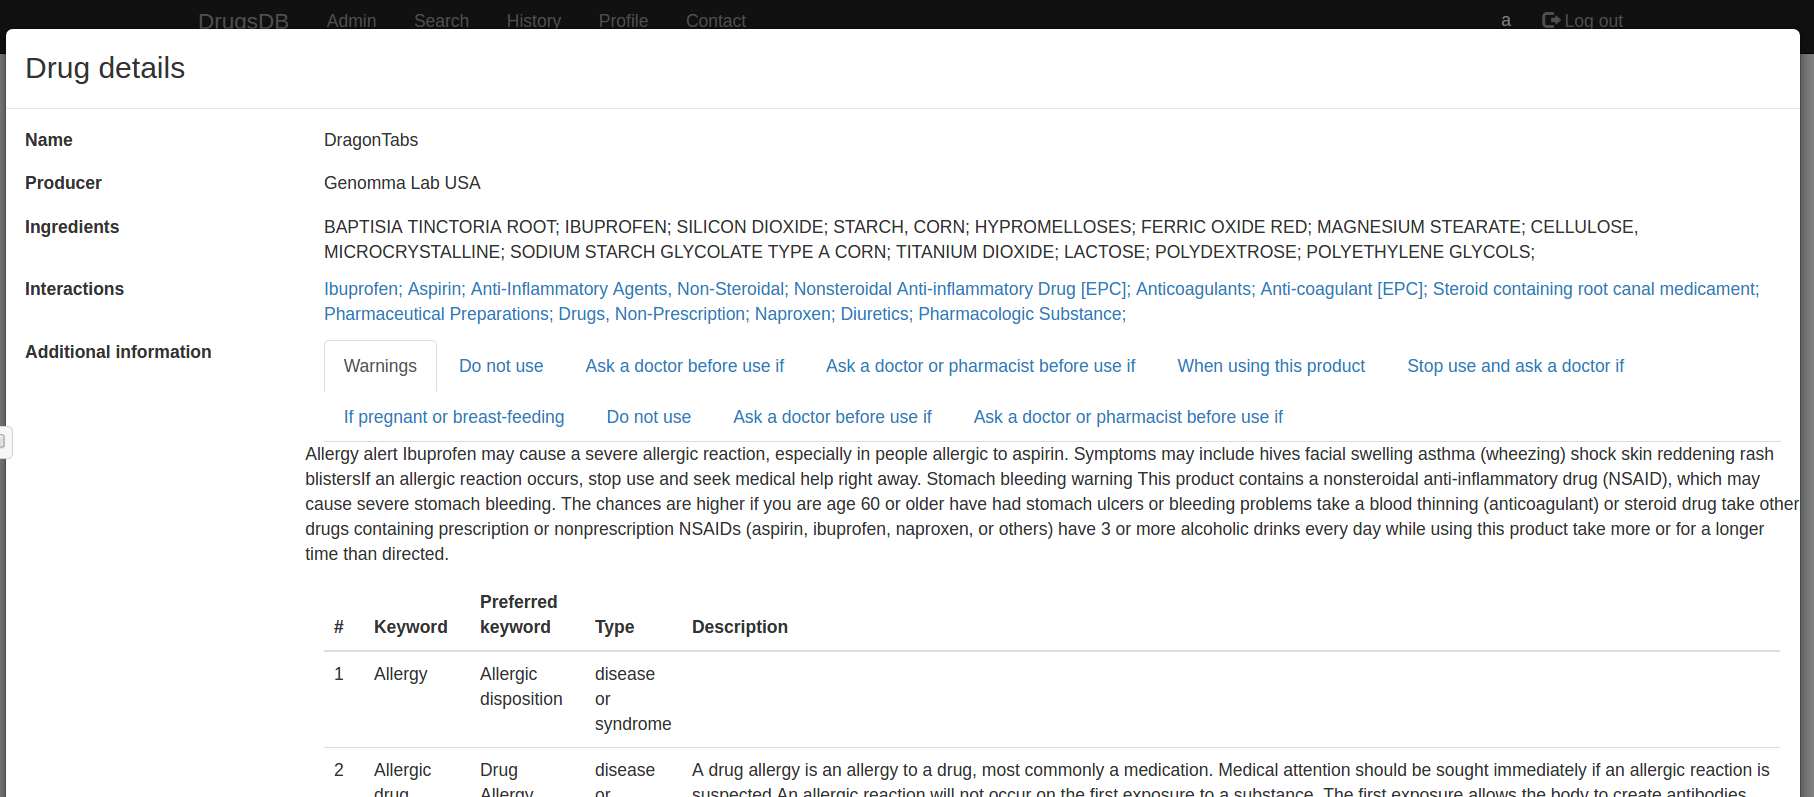 DrugsDB Admin Search History Profile Contact a Log out
Drug details
Name DragonTabs
Producer Genomma Lab USA
Ingredients BAPTISIA TINCTORIA ROOT; IBUPROFEN; SILICON DIOXIDE; STARCH, CORN; HYPROMELLOSES; FERRIC OXIDE RED; MAGNESIUM STEARATE; CELLULOSE,
MICROCRYSTALLINE; SODIUM STARCH GLYCOLATE TYPE A CORN; TITANIUM DIOXIDE; LACTOSE; POLYDEXTROSE; POLYETHYLENE GLYCOLS;
Interactions Ibuprofen; Aspirin; Anti-Inflammatory Agents, Non-Steroidal; Nonsteroidal Anti-inflammatory Drug [EPC]; Anticoagulants; Anti-coagulant [EPC]; Steroid containing root canal medicament;
Pharmaceutical Preparations; Drugs, Non-Prescription; Naproxen; Diuretics; Pharmacologic Substance;
Additional information
Warnings Do not use Ask a doctor before use if Ask a doctor or pharmacist before use if When using this product Stop use and ask a doctor if
If pregnant or breast-feeding Do not use Ask a doctor before use if Ask a doctor or pharmacist before use if
Allergy alert Ibuprofen may cause a severe allergic reaction, especially in people allergic to aspirin. Symptoms may include hives facial swelling asthma (wheezing) shock skin reddening rash
blistersIf an allergic reaction occurs, stop use and seek medical help right away. Stomach bleeding warning This product contains a nonsteroidal anti-inflammatory drug (NSAID), which may
cause severe stomach bleeding. The chances are higher if you are age 60 or older have had stomach ulcers or bleeding problems take a blood thinning (anticoagulant) or steroid drug take other
drugs containing prescription or nonprescription NSAIDs (aspirin, ibuprofen, naproxen, or others) have 3 or more alcoholic drinks every day while using this product take more or for a longer
time than directed.
Preferred
# Keyword keyword Type Description
1 Allergy Allergic disease
disposition or
syndrome
2 Allergic Drug disease A drug allergy is an allergy to a drug, most commonly a medication. Medical attention should be sought immediately if an allergic reaction is
drug Allergy or suspected.An allergic reaction will not occur on the first exposure to a substance. The first exposure allows the body to create antibodies